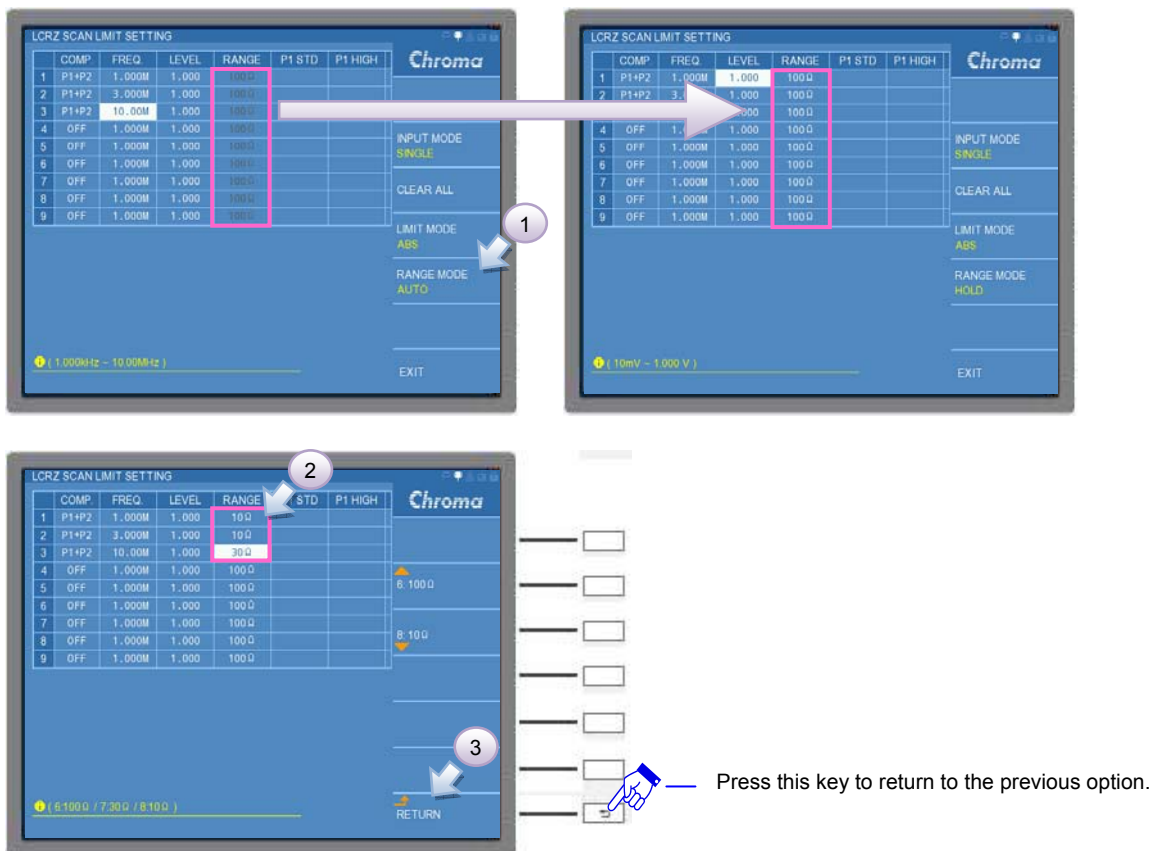 LCRZ SCAN LIMIT SETTING
Chroma
COMP. FREQ. LEVEL RANGE P1 STD P1 HIGH
1 P1+P2 1.000M 1.000 100Ω
2 P1+P2 3.000M 1.000 100Ω
3 P1+P2 10.00M 1.000 100Ω
4 OFF 1.000M 1.000 100Ω
5 OFF 1.000M 1.000 100Ω
6 OFF 1.000M 1.000 100Ω
7 OFF 1.000M 1.000 100Ω
8 OFF 1.000M 1.000 100Ω
9 OFF 1.000M 1.000 100Ω
INPUT MODE
SINGLE
CLEAR ALL
LIMIT MODE
ABS
1
RANGE MODE
AUTO
( 1.000kHz ~ 10.00MHz )
EXIT
LCRZ SCAN LIMIT SETTING
Chroma
COMP. FREQ. LEVEL RANGE P1 STD P1 HIGH
1 P1+P2 1.000M 1.000 100Ω
2 P1+P2 1.000 100Ω
100Ω
4 OFF 1.000 100Ω
5 OFF 1.000M 1.000 100Ω
6 OFF 1.000M 1.000 100Ω
7 OFF 1.000M 1.000 100Ω
8 OFF 1.000M 1.000 100Ω
9 OFF 1.000M 1.000 100Ω
INPUT MODE
SINGLE
CLEAR ALL
LIMIT MODE
ABS
RANGE MODE
HOLD
( 10mV ~ 1.000 V )
EXIT
LCRZ SCAN LIMIT SETTING
2
Chroma
COMP. FREQ. LEVEL RANGE STD P1 HIGH
1 P1+P2 1.000M 1.000 10Ω
2 P1+P2 3.000M 1.000 10Ω
3 P1+P2 10.00M 1.000 30Ω
4 OFF 1.000M 1.000 100Ω
5 OFF 1.000M 1.000 100Ω
6 OFF 1.000M 1.000 100Ω
7 OFF 1.000M 1.000 100Ω
8 OFF 1.000M 1.000 100Ω
9 OFF 1.000M 1.000 100Ω
6: 100Ω
8: 10Ω
3
( 6:100Ω / 7:30Ω / 8:10Ω )
RETURN
Press this key to return to the previous option.